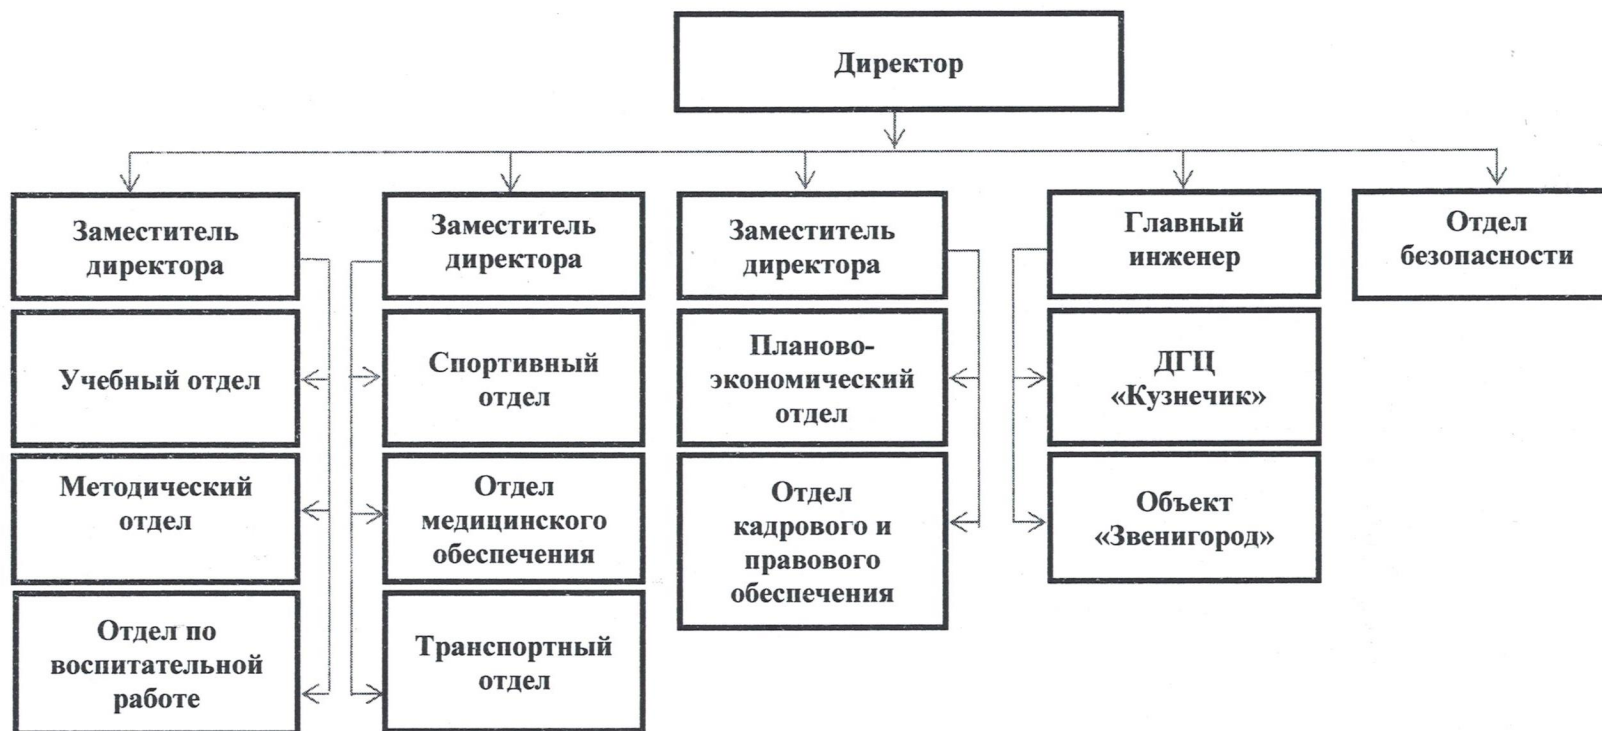 Директор
Заместитель
директора
Учебный отдел
Методический
отдел
Отдел по
воспитательной
работе
Заместитель
директора
Спортивный
отдел
Отдел
медицинского
обеспечения
Транспортный
отдел
Заместитель
директора
Планово-
экономический
отдел
Отдел
кадрового и
правового
обеспечения
Главный
инженер
ДГЦ
«Кузнечик»
Объект
«Звенигород»
Отдел
безопасности